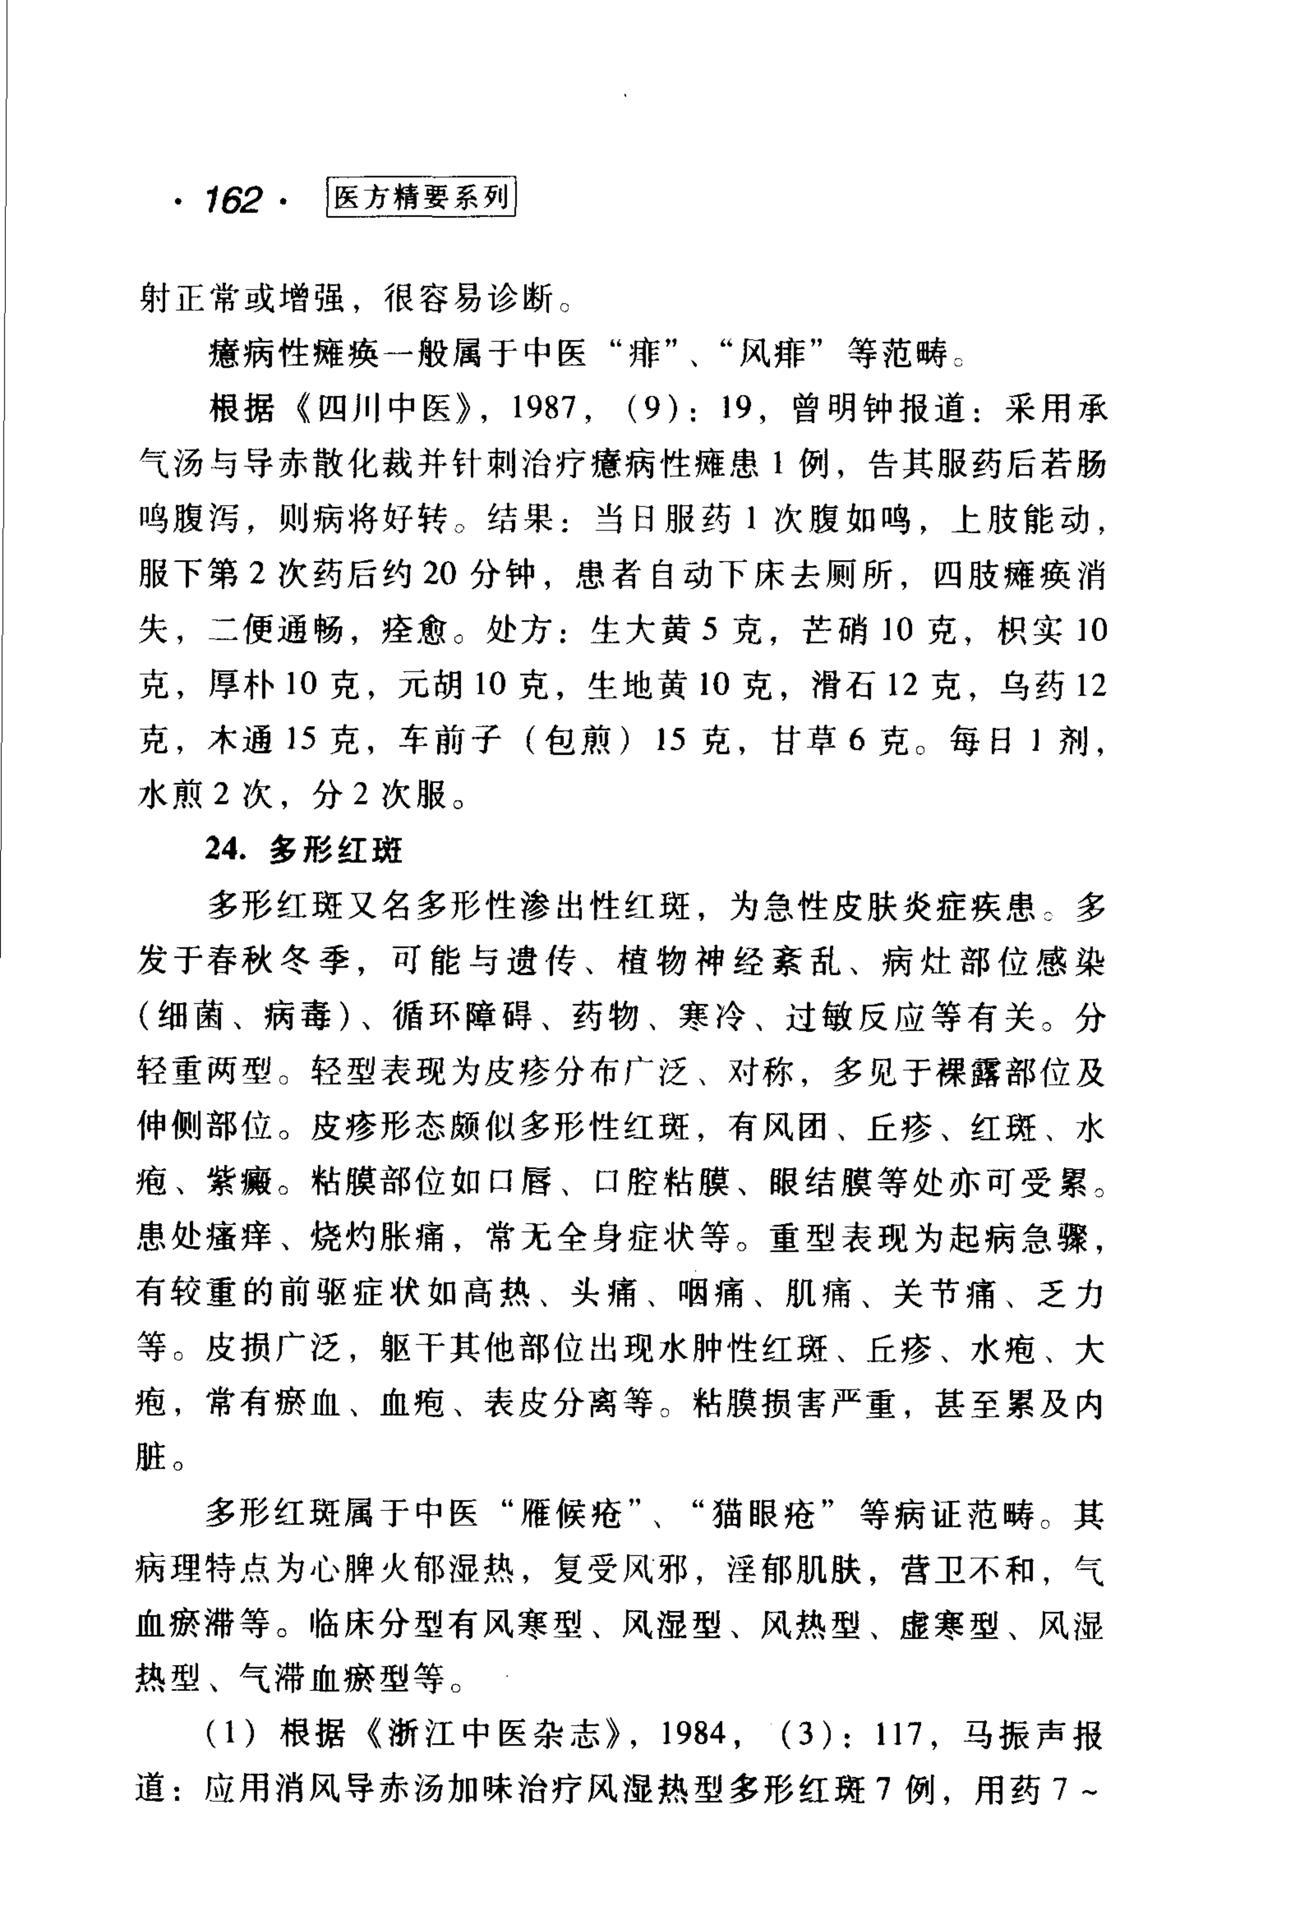 · 162 · 医方精要系列
射正常或增强，很容易诊断。
癔病性瘫痪一般属于中医“痱”、“风痱”等范畴。
根据《四川中医》，1987，（9）：19，曾明钟报道：采用承
气汤与导赤散化裁并针刺治疗癔病性瘫患1例，告其服药后若肠
鸣腹泻，则病将好转。结果：当日服药1次腹如鸣，上肢能动，
服下第2次药后约20分钟，患者自动下床去厕所，四肢瘫痪消
失，二便通畅，痊愈。处方：生大黄5克，芒硝10克，枳实10
克，厚朴10克，元胡10克，生地黄10克，滑石12克，乌药12
克，木通15克，车前子（包煎）15克，甘草6克。每日1剂，
水煎2次，分2次服。
24. 多形红斑
多形红斑又名多形性渗出性红斑，为急性皮肤炎症疾患。多
发于春秋冬季，可能与遗传、植物神经紊乱、病灶部位感染
（细菌、病毒）、循环障碍、药物、寒冷、过敏反应等有关。分
轻重两型。轻型表现为皮疹分布广泛、对称，多见于裸露部位及
伸侧部位。皮疹形态颇似多形性红斑，有风团、丘疹、红斑、水
疱、紫癜。粘膜部位如口唇、口腔粘膜、眼结膜等处亦可受累。
患处瘙痒、烧灼胀痛，常无全身症状等。重型表现为起病急骤，
有较重的前驱症状如高热、头痛、咽痛、肌痛、关节痛、乏力
等。皮损广泛，躯干其他部位出现水肿性红斑、丘疹、水疱、大
疱，常有瘀血、血疱、表皮分离等。粘膜损害严重，甚至累及内
脏。
多形红斑属于中医“雁候疮”、“猫眼疮”等病证范畴。其
病理特点为心脾火郁湿热，复受风邪，淫郁肌肤，营卫不和，气
血瘀滞等。临床分型有风寒型、风湿型、风热型、虚寒型、风湿
热型、气滞血瘀型等。
（1）根据《浙江中医杂志》，1984，（3）：117，马振声报
道：应用消风导赤汤加味治疗风湿热型多形红斑7例，用药7～